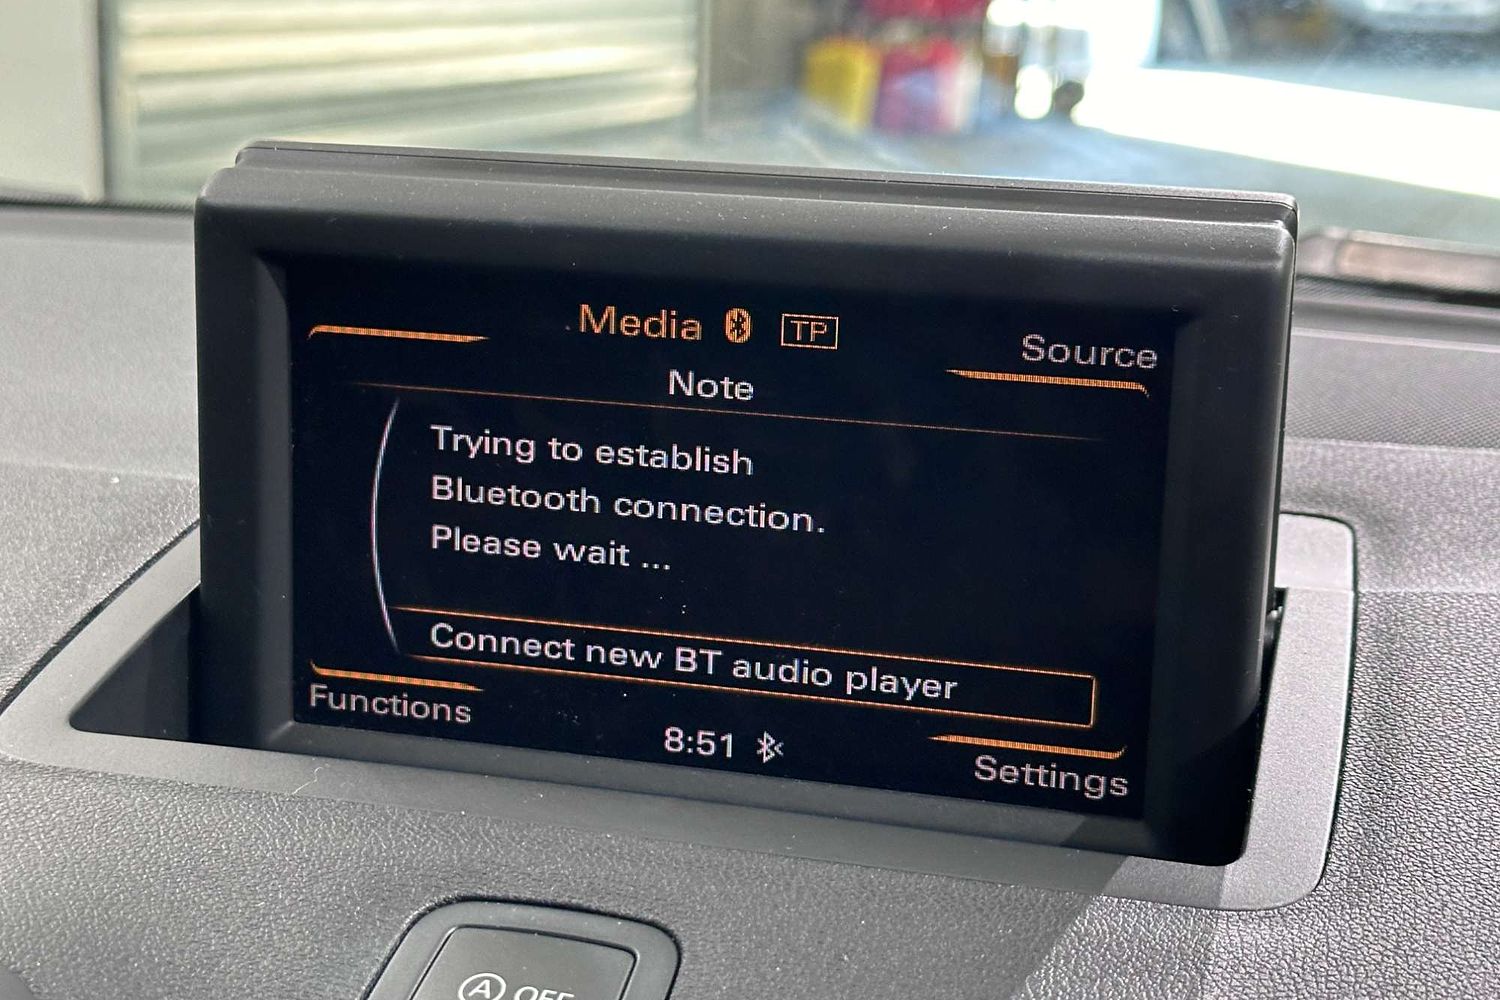 Media TP
Source
Note
Trying to establish
Bluetooth connection.
Please wait ...
Connect new BT audio player
Functions
8:51
Settings
A OFF